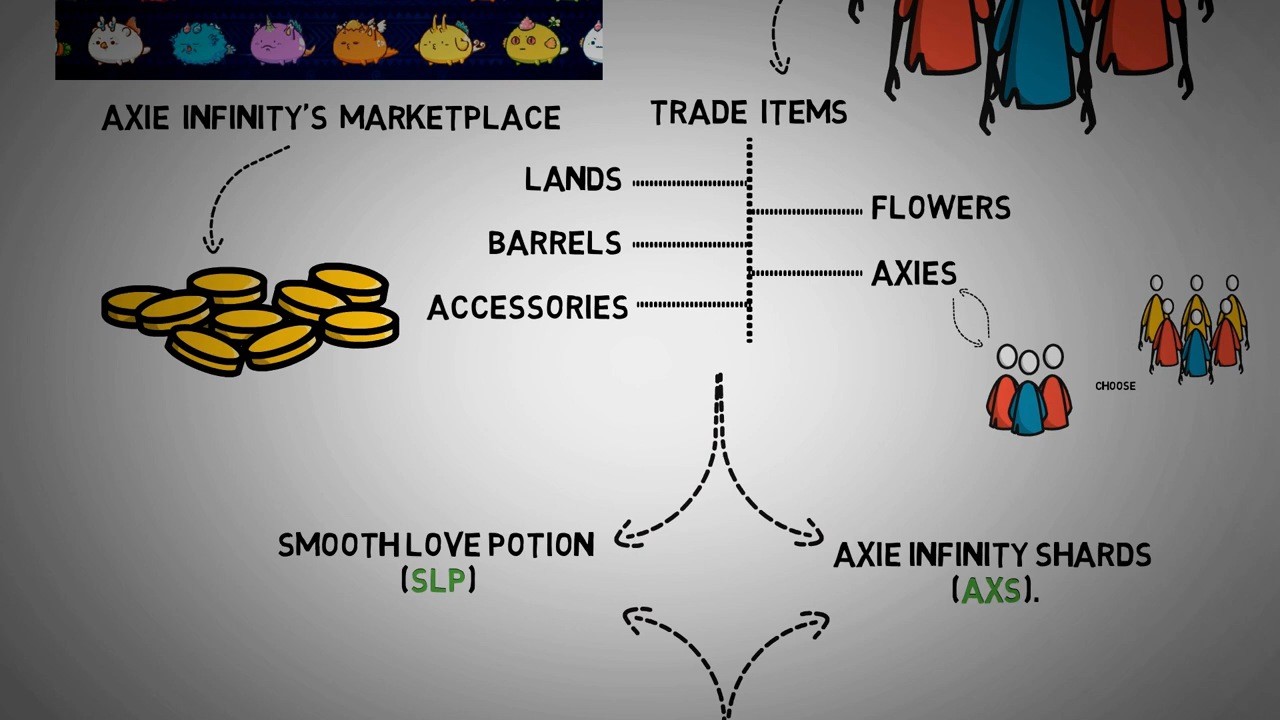 AXIE INFINITY'S MARKETPLACE
TRADE ITEMS
LANDS
FLOWERS
BARRELS
AXIES
ACCESSORIES
CHOOSE
SMOOTH LOVE POTION
(SLP)
AXIE INFINITY SHARDS
(AXS).